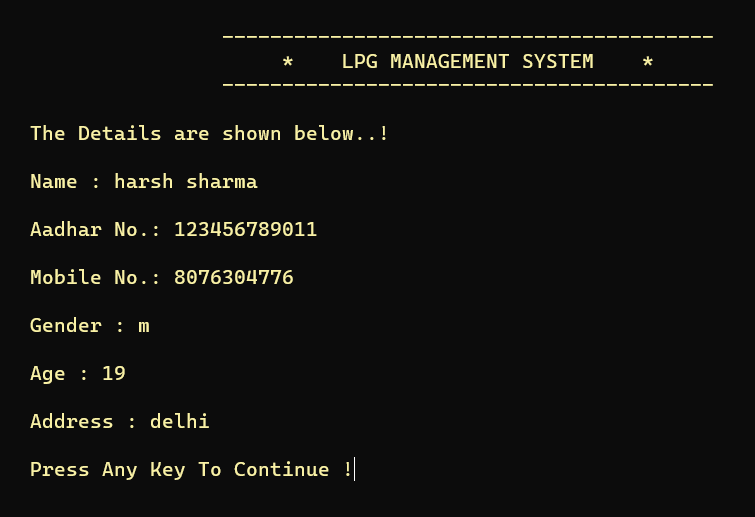 -----------------------------------------
* LPG MANAGEMENT SYSTEM *
-----------------------------------------
The Details are shown below..!
Name : harsh sharma
Aadhar No.: 123456789011
Mobile No.: 8076304776
Gender : m
Age : 19
Address : delhi
Press Any Key To Continue !